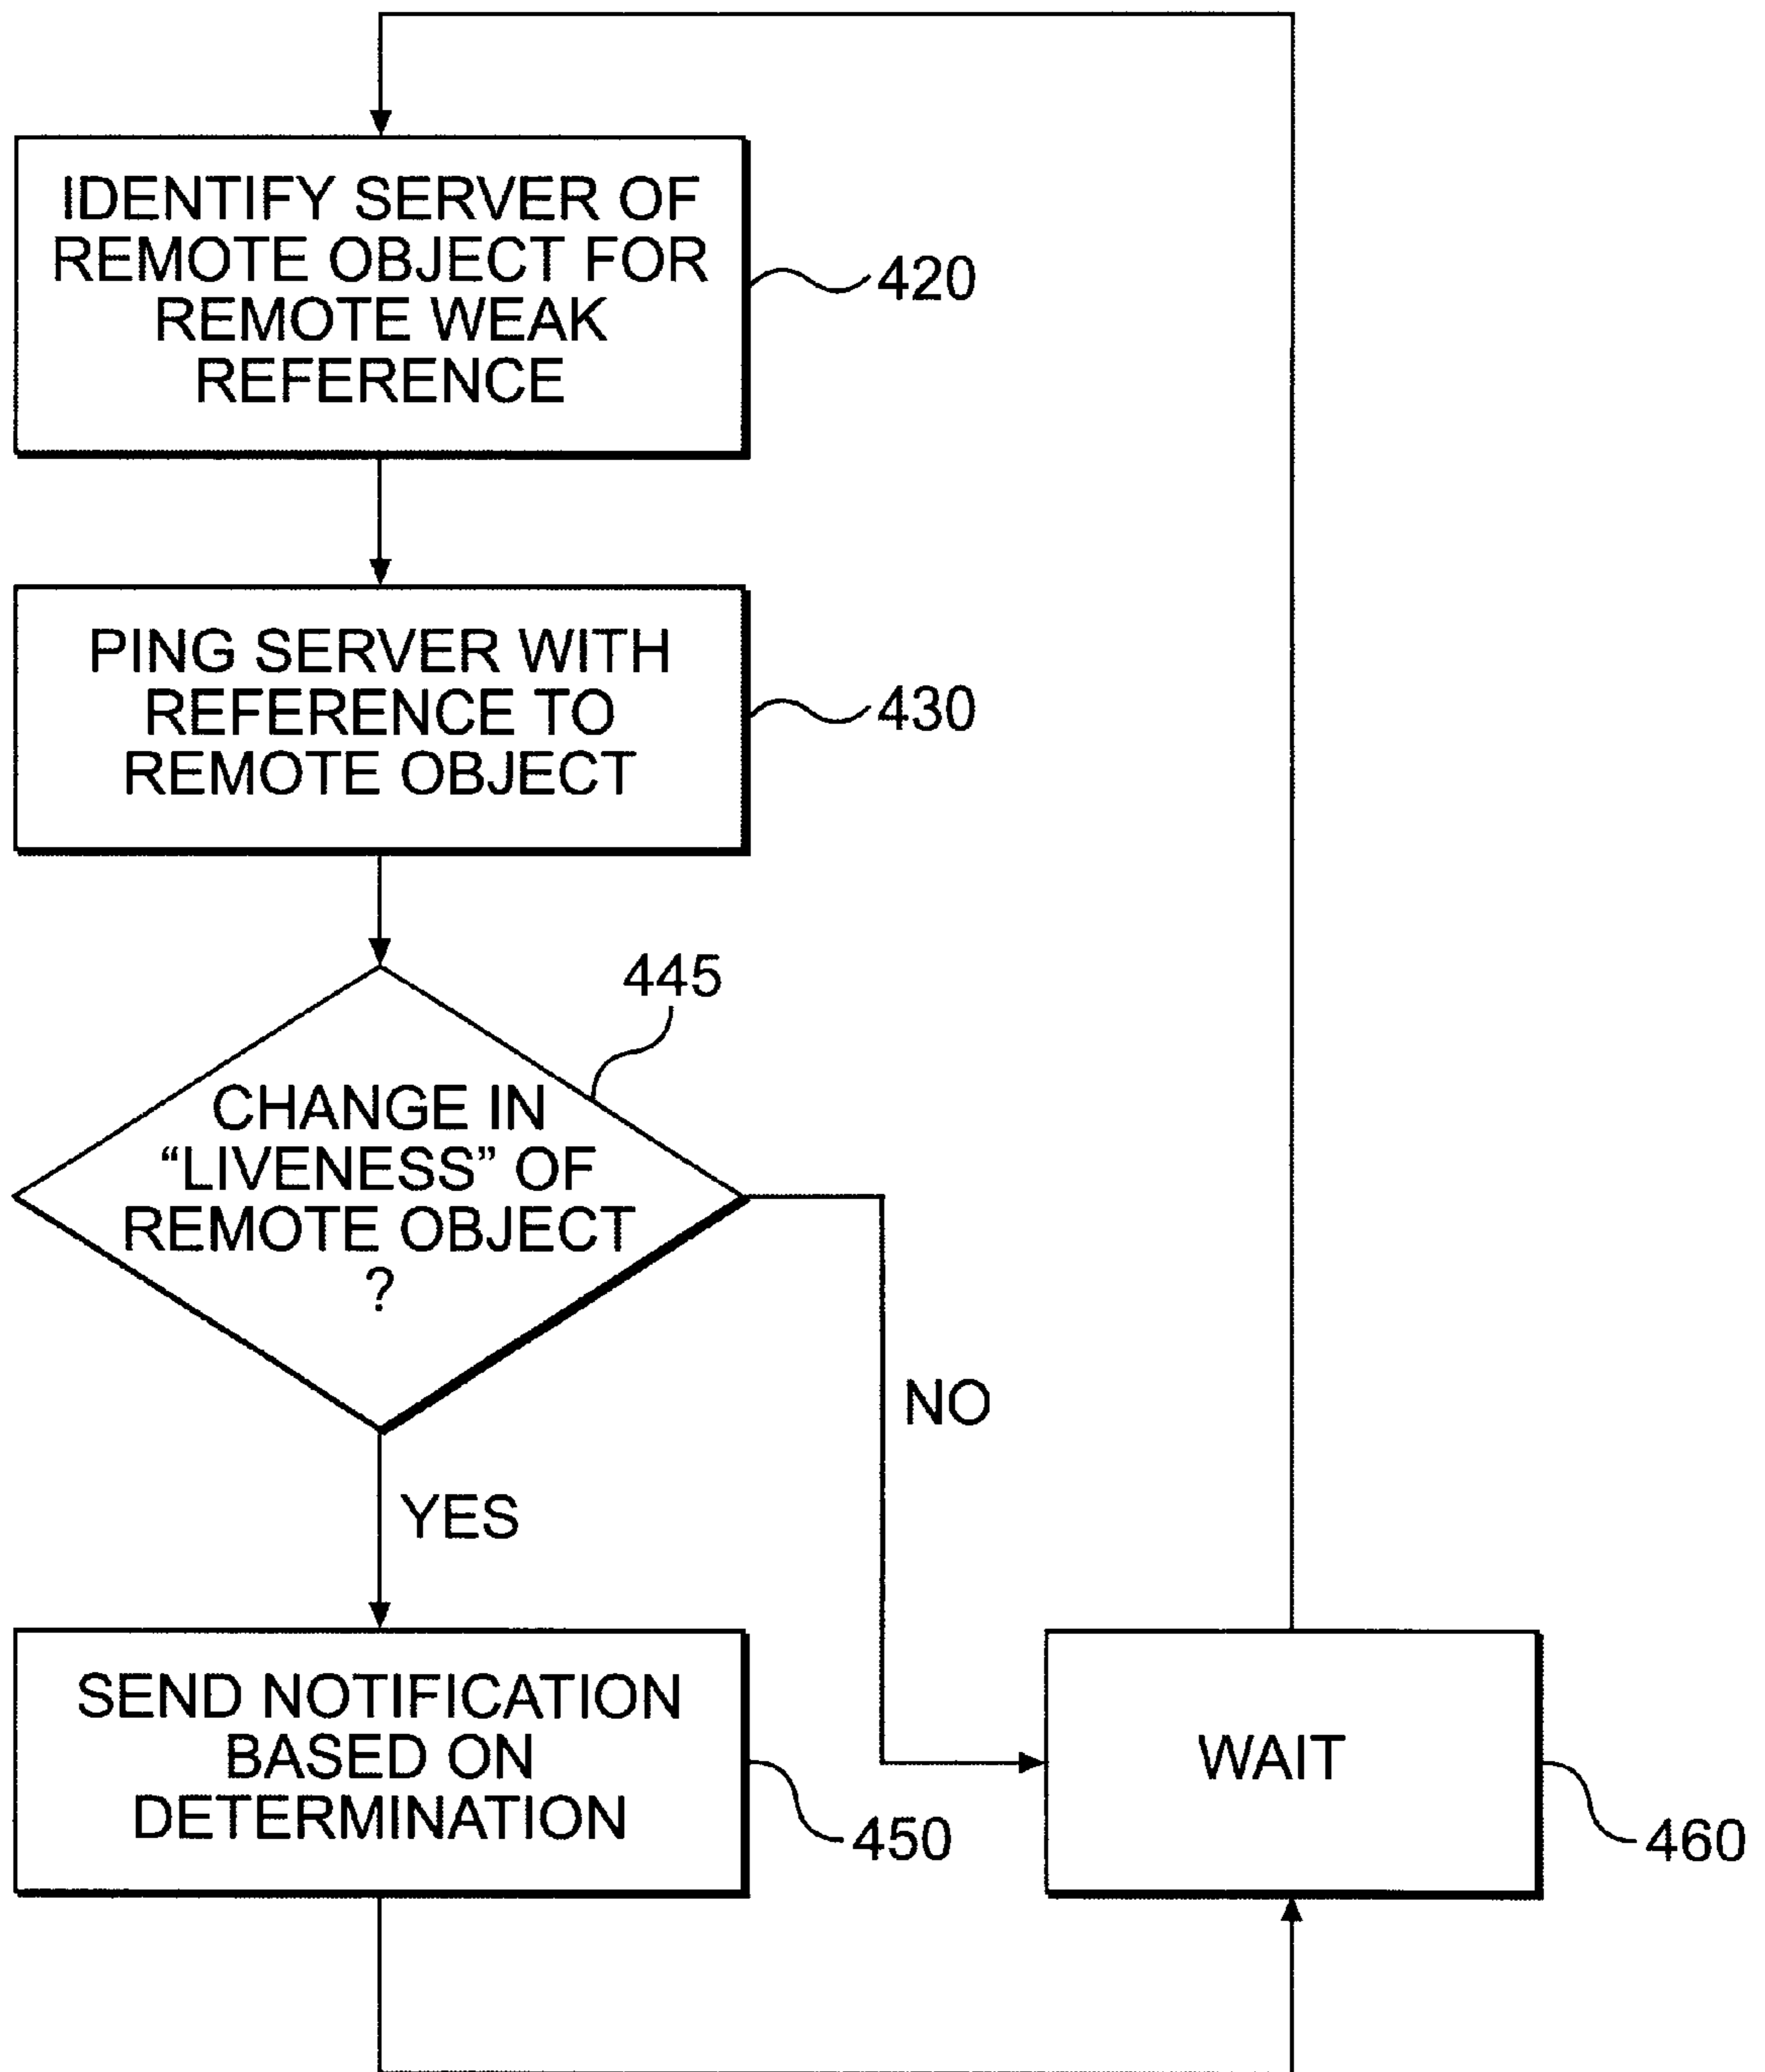 IDENTIFY SERVER OF
REMOTE OBJECT FOR
REMOTE WEAK
REFERENCE
420
PING SERVER WITH
REFERENCE TO
REMOTE OBJECT
430
445
CHANGE IN
“LIVENESS” OF
REMOTE OBJECT
?
NO
YES
SEND NOTIFICATION
BASED ON
DETERMINATION
450
WAIT
460